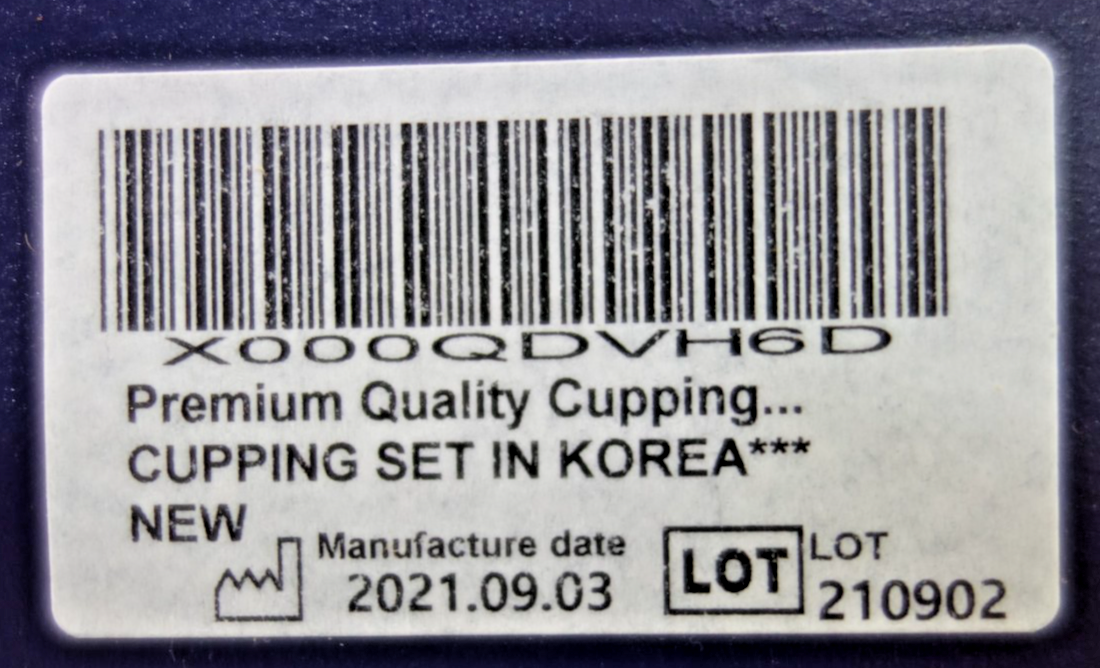 X000QDVH6D
Premium Quality Cupping...
CUPPING SET IN KOREA***
NEW
Manufacture date
2021.09.03
LOT
LOT
210902